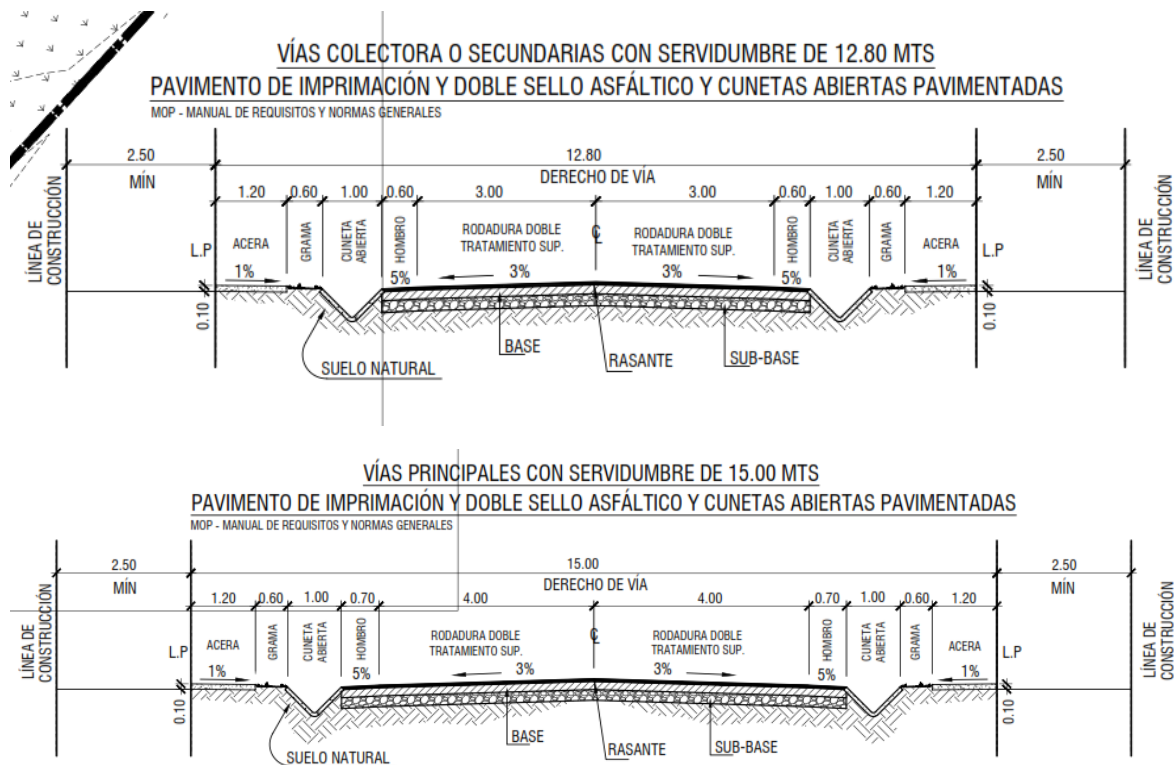 VÍAS COLECTORA O SECUNDARIAS CON SERVIDUMBRE DE 12.80 MTS
PAVIMENTO DE IMPRIMACIÓN Y DOBLE SELLO ASFÁLTICO Y CUNETAS ABIERTAS PAVIMENTADAS
MOP - MANUAL DE REQUISITOS Y NORMAS GENERALES
2.50 12.80 2.50
MÍN DERECHO DE VÍA MÍN
1.20 0.60 1.00 0.60 3.00 3.00 0.60 1.00 0.60 1.20
LÍNEA DE CONSTRUCCIÓN
L.P
ACERA
GRAMA
CUNETA ABIERTA
HOMBRO
RODADURA DOBLE
TRATAMIENTO SUP.
℄
RODADURA DOBLE
TRATAMIENTO SUP.
HOMBRO
CUNETA ABIERTA
GRAMA
ACERA
L.P
LÍNEA DE CONSTRUCCIÓN
1% 5% 3% 3% 5% 1%
0.10 0.10
BASE
SUELO NATURAL
RASANTE
SUB-BASE
VÍAS PRINCIPALES CON SERVIDUMBRE DE 15.00 MTS
PAVIMENTO DE IMPRIMACIÓN Y DOBLE SELLO ASFÁLTICO Y CUNETAS ABIERTAS PAVIMENTADAS
MOP - MANUAL DE REQUISITOS Y NORMAS GENERALES
2.50 15.00 2.50
MÍN DERECHO DE VÍA MÍN
1.20 0.60 1.00 0.70 4.00 4.00 0.70 1.00 0.60 1.20
LÍNEA DE CONSTRUCCIÓN
L.P
ACERA
GRAMA
CUNETA ABIERTA
HOMBRO
RODADURA DOBLE
TRATAMIENTO SUP.
℄
RODADURA DOBLE
TRATAMIENTO SUP.
HOMBRO
CUNETA ABIERTA
GRAMA
ACERA
L.P
LÍNEA DE CONSTRUCCIÓN
1% 5% 3% 3% 5% 1%
0.10 0.10
BASE
SUELO NATURAL
RASANTE
SUB-BASE